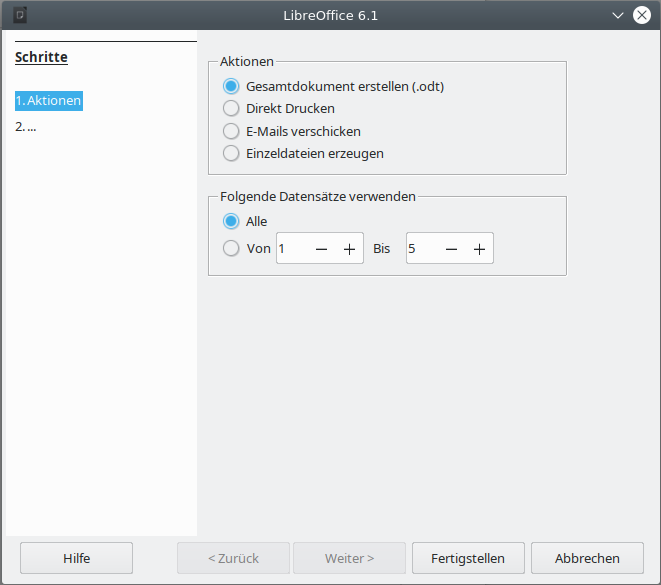 LibreOffice 6.1
Schritte
1. Aktionen
2. ...
Aktionen
Gesamtdokument erstellen (.odt)
Direkt Drucken
E-Mails verschicken
Einzeldateien erzeugen
Folgende Datensätze verwenden
Alle
Von 1 − + Bis 5 − +
Hilfe < Zurück Weiter > Fertigstellen Abbrechen